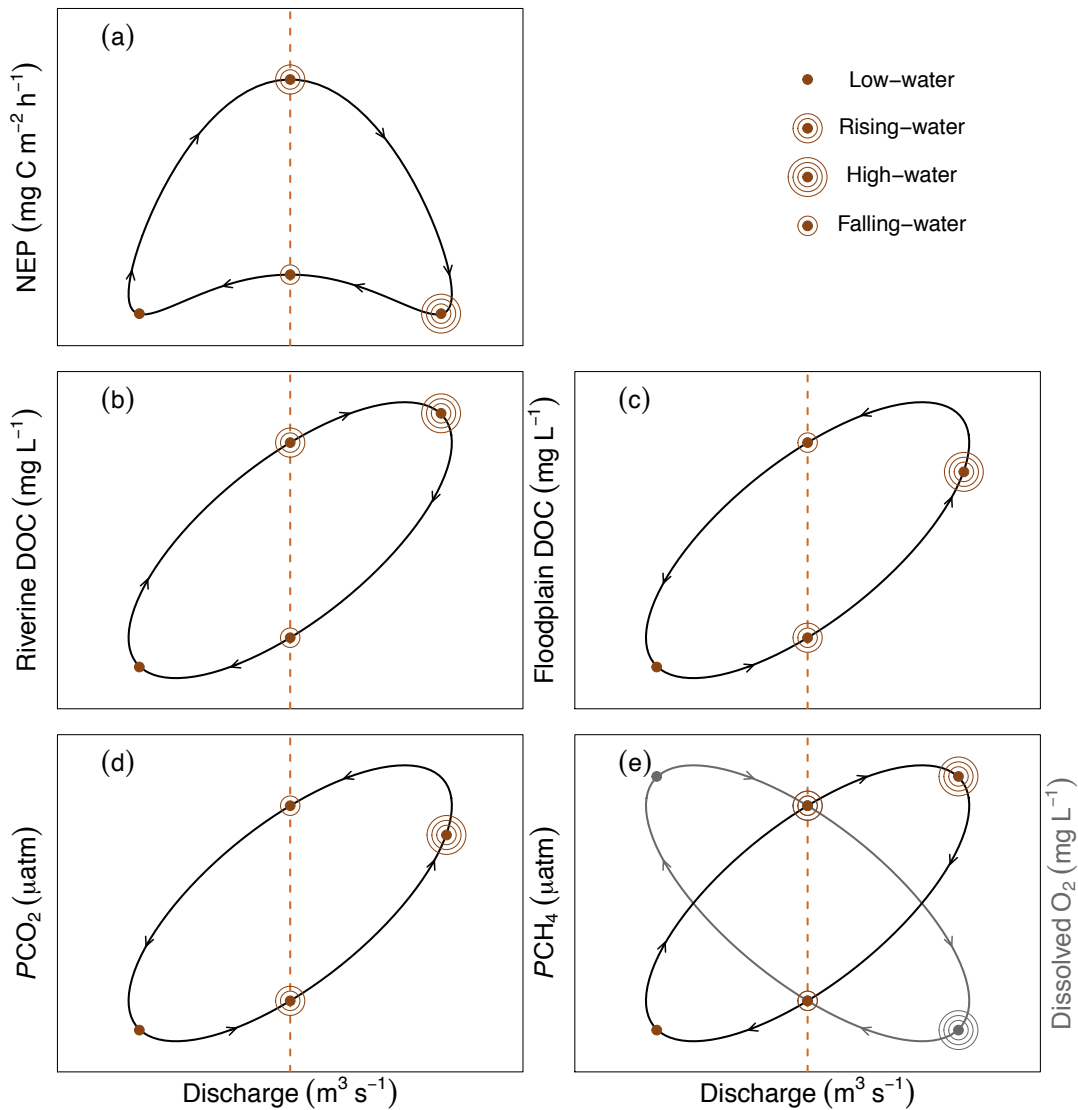 (a)
NEP (mg C m⁻² h⁻¹)
Low−water
Rising−water
High−water
Falling−water
(b)
Riverine DOC (mg L⁻¹)
(c)
Floodplain DOC (mg L⁻¹)
(d)
PCO₂ (μatm)
(e)
PCH₄ (μatm)
Dissolved O₂ (mg L⁻¹)
Discharge (m³ s⁻¹)
Discharge (m³ s⁻¹)